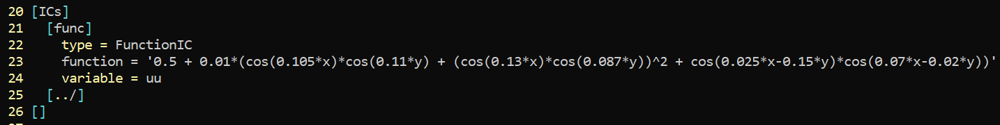 20 [ICs]
21   [func]
22     type = FunctionIC
23     function = '0.5 + 0.01*(cos(0.105*x)*cos(0.11*y) + (cos(0.13*x)*cos(0.087*y))^2 + cos(0.025*x-0.15*y)*cos(0.07*x-0.02*y))'
24     variable = uu
25   [../]
26 []